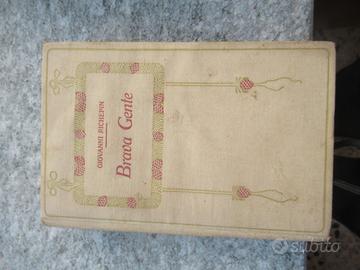 GIOVANNI RICHEPIN
Brava Gente
subito